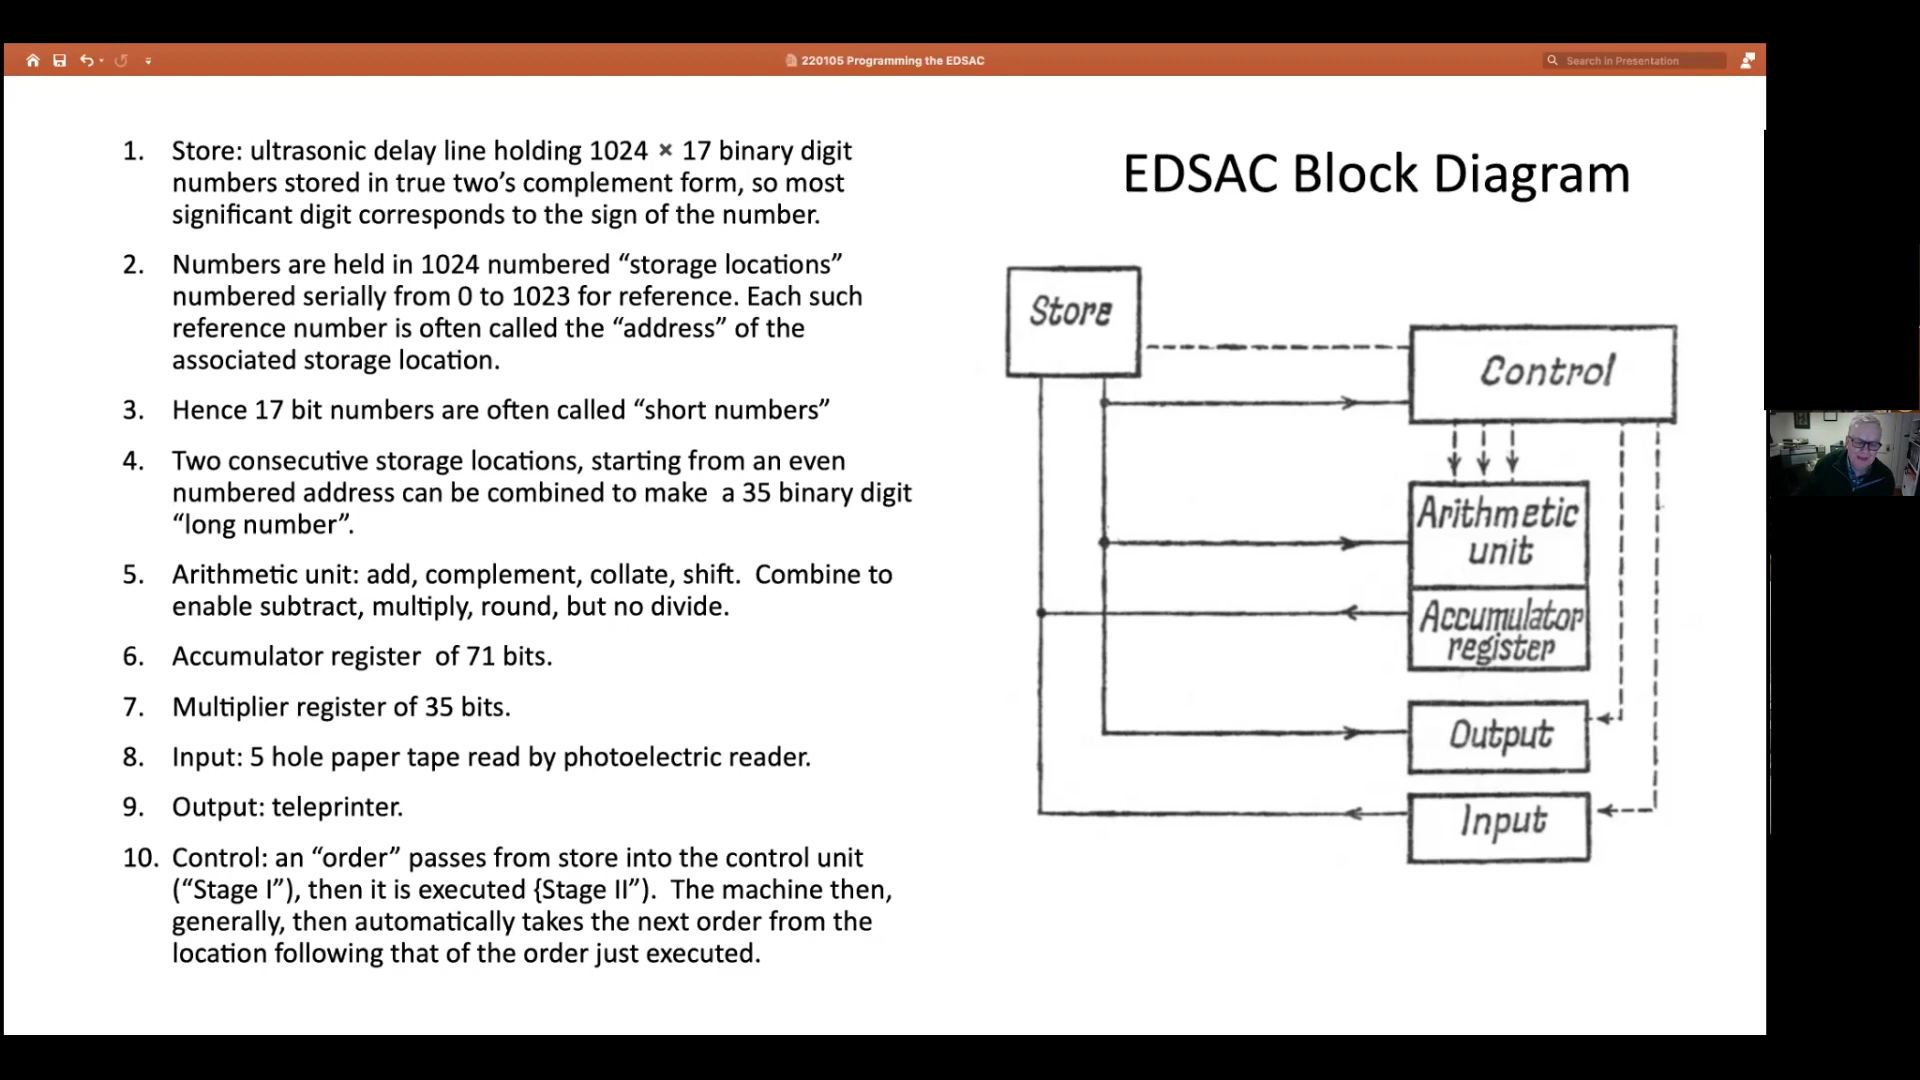 220105 Programming the EDSAC
Search in Presentation
1. Store: ultrasonic delay line holding 1024 × 17 binary digit
numbers stored in true two’s complement form, so most
significant digit corresponds to the sign of the number.
2. Numbers are held in 1024 numbered “storage locations”
numbered serially from 0 to 1023 for reference. Each such
reference number is often called the “address” of the
associated storage location.
3. Hence 17 bit numbers are often called “short numbers”
4. Two consecutive storage locations, starting from an even
numbered address can be combined to make a 35 binary digit
“long number”.
5. Arithmetic unit: add, complement, collate, shift. Combine to
enable subtract, multiply, round, but no divide.
6. Accumulator register of 71 bits.
7. Multiplier register of 35 bits.
8. Input: 5 hole paper tape read by photoelectric reader.
9. Output: teleprinter.
10. Control: an “order” passes from store into the control unit
(“Stage I”), then it is executed {Stage II”). The machine then,
generally, then automatically takes the next order from the
location following that of the order just executed.
EDSAC Block Diagram
Store
Control
Arithmetic
unit
Accumulator
register
Output
Input